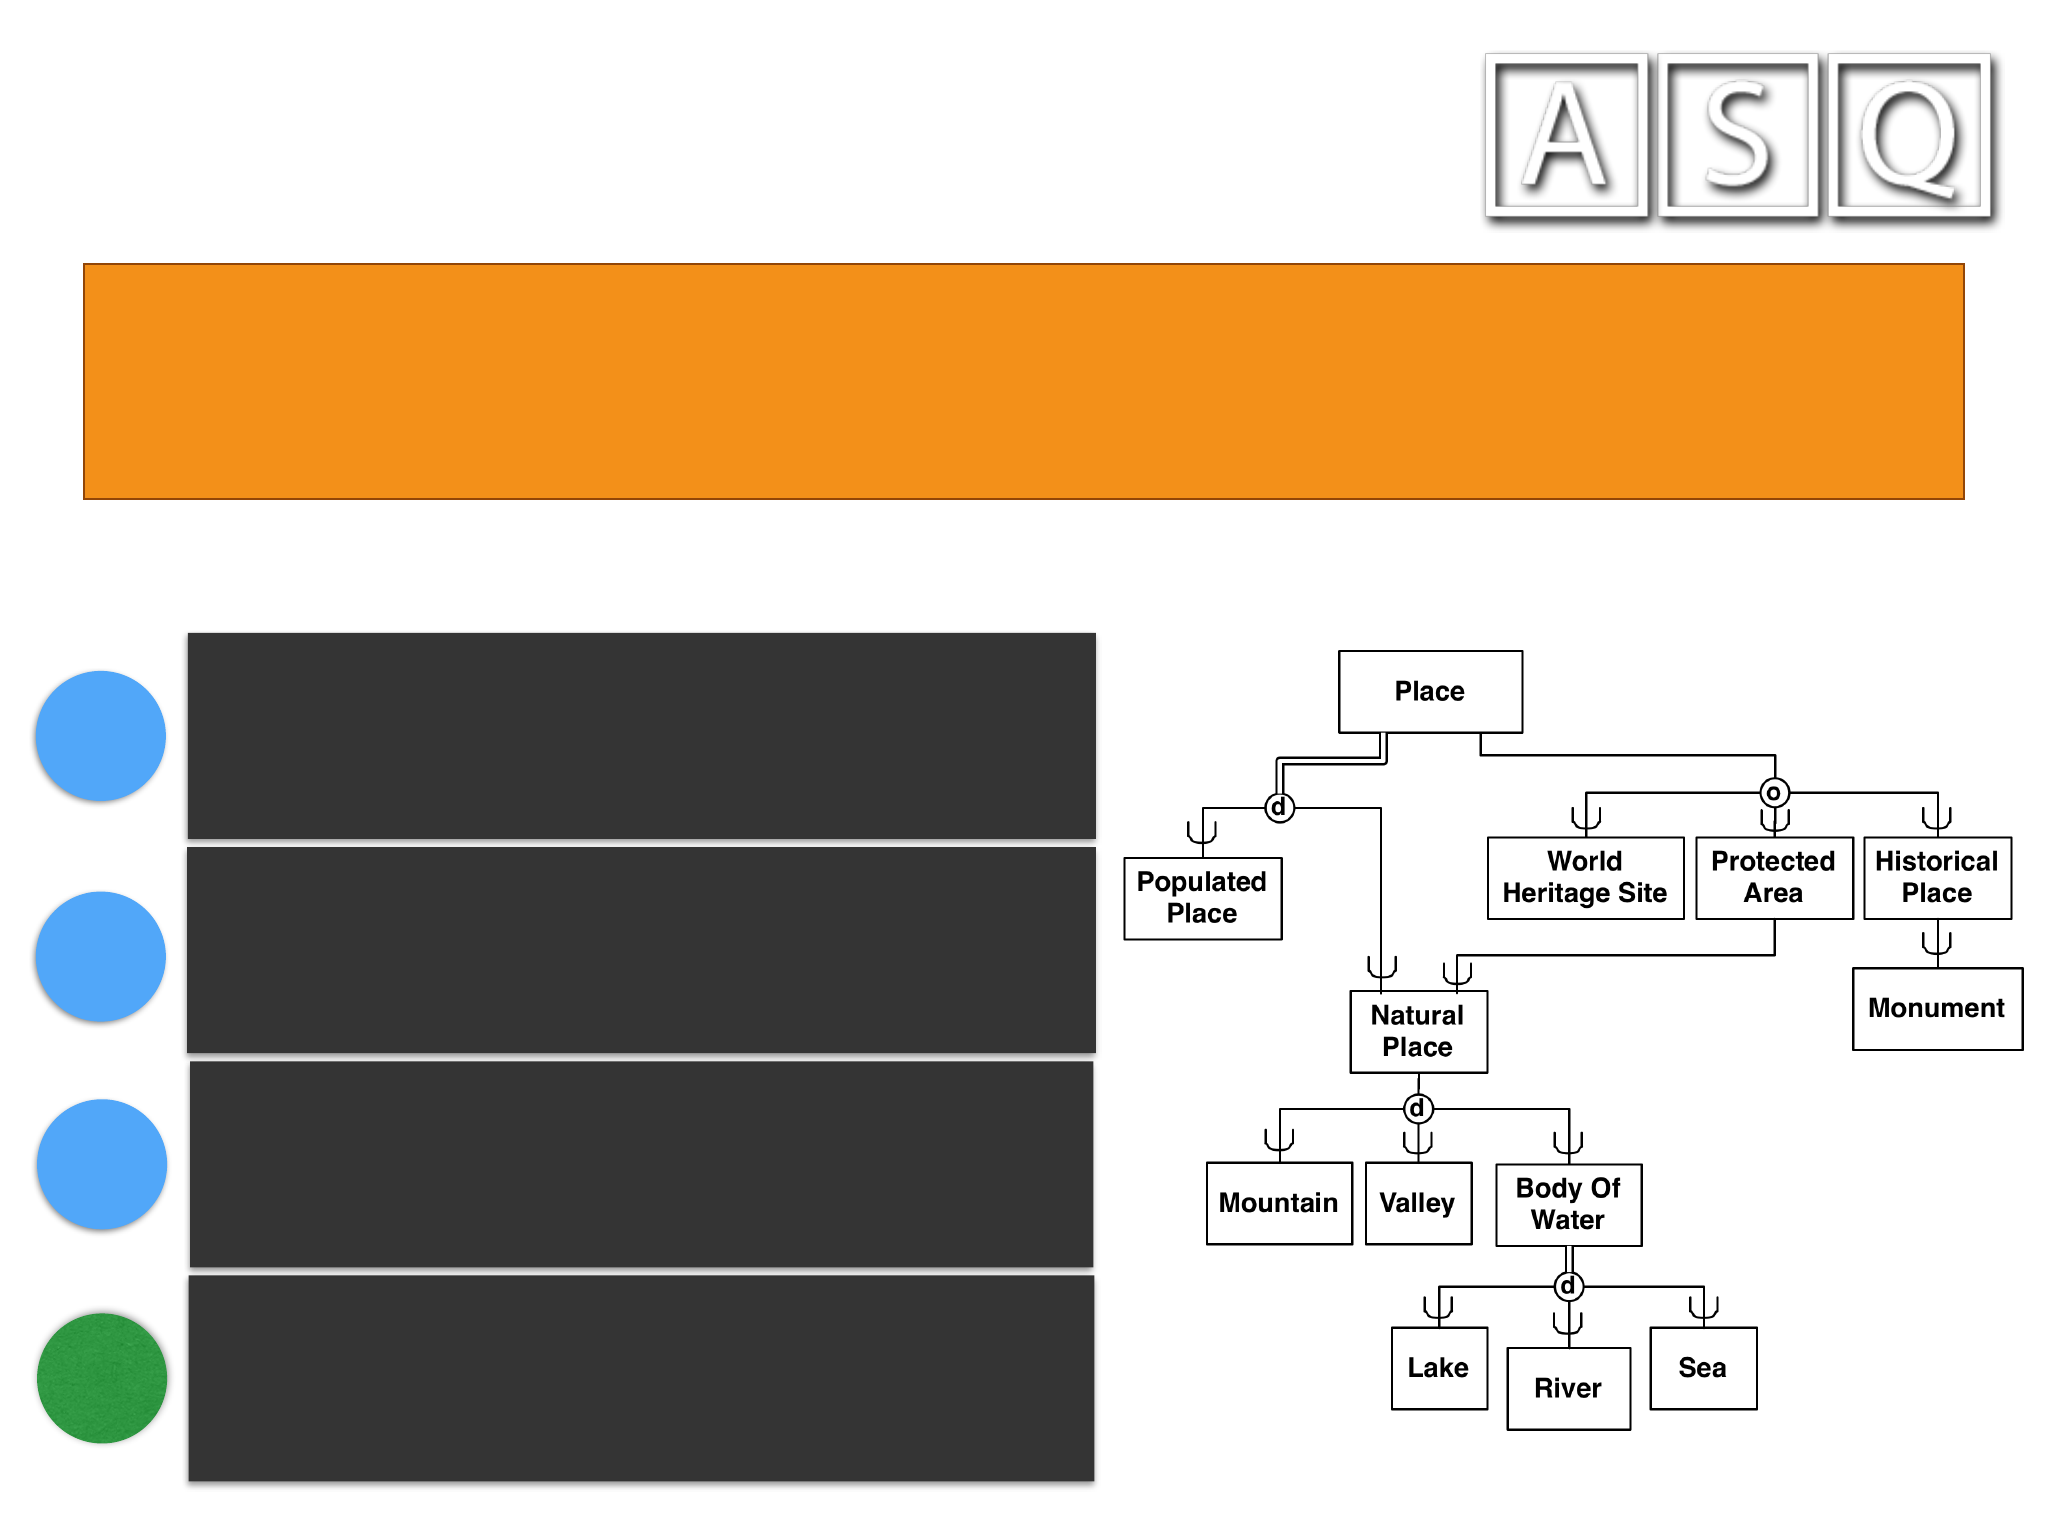 A S Q
Place
d
o
Populated
Place
World
Heritage Site
Protected
Area
Historical
Place
Natural
Place
Monument
d
Mountain
Valley
Body Of
Water
d
Lake
River
Sea